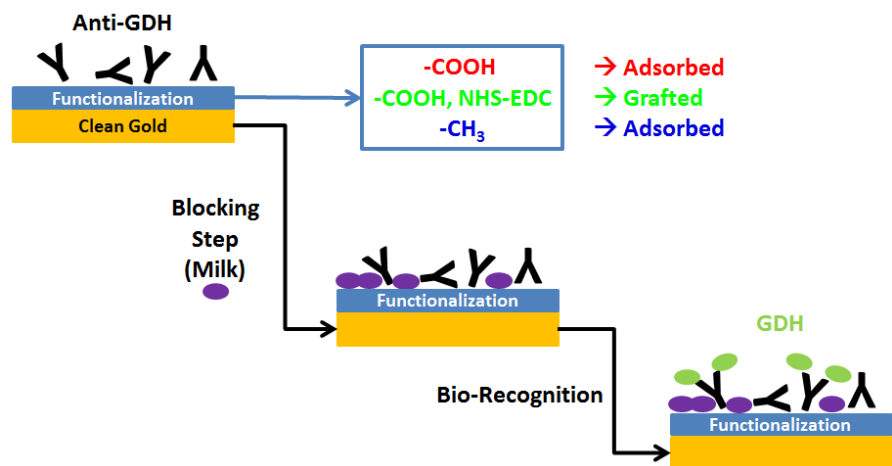 Anti-GDH
Functionalization
Clean Gold
-COOH
→ Adsorbed
-COOH, NHS-EDC
→ Grafted
-CH₃
→ Adsorbed
Blocking
Step
(Milk)
Functionalization
Bio-Recognition
GDH
Functionalization